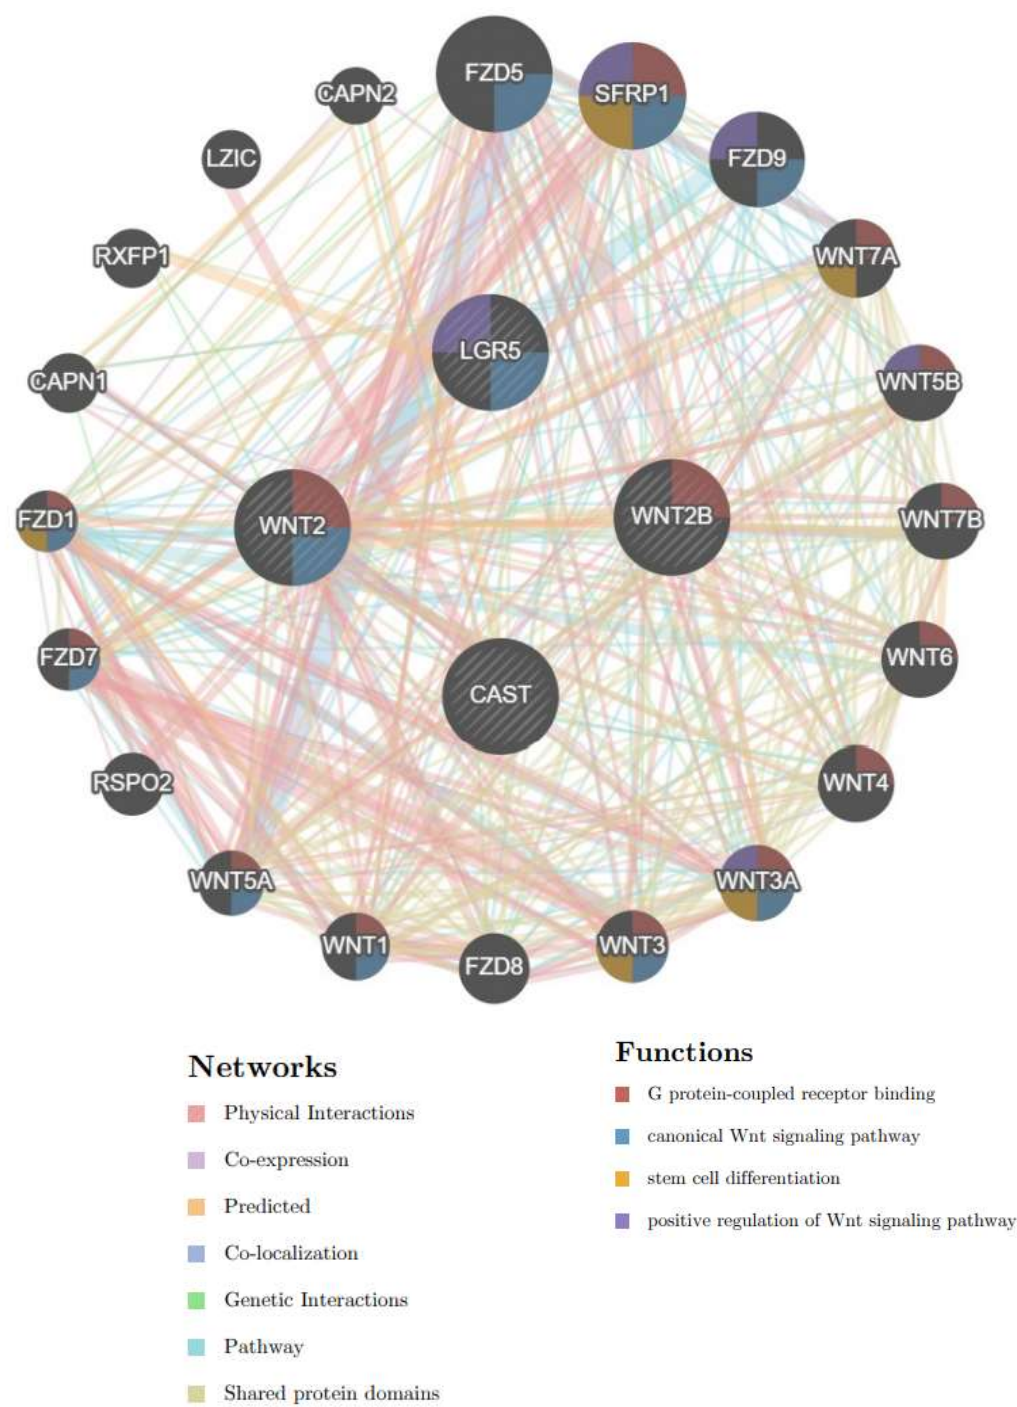 FZD5
SFRP1
CAPN2
FZD9
LZIC
WNT7A
RXFP1
LGR5
CAPN1
WNT5B
FZD1
WNT2
WNT2B
WNT7B
FZD7
WNT6
CAST
RSPO2
WNT4
WNT5A
WNT3A
WNT1
WNT3
FZD8
Networks
Physical Interactions
Co-expression
Predicted
Co-localization
Genetic Interactions
Pathway
Shared protein domains
Functions
G protein-coupled receptor binding
canonical Wnt signaling pathway
stem cell differentiation
positive regulation of Wnt signaling pathway